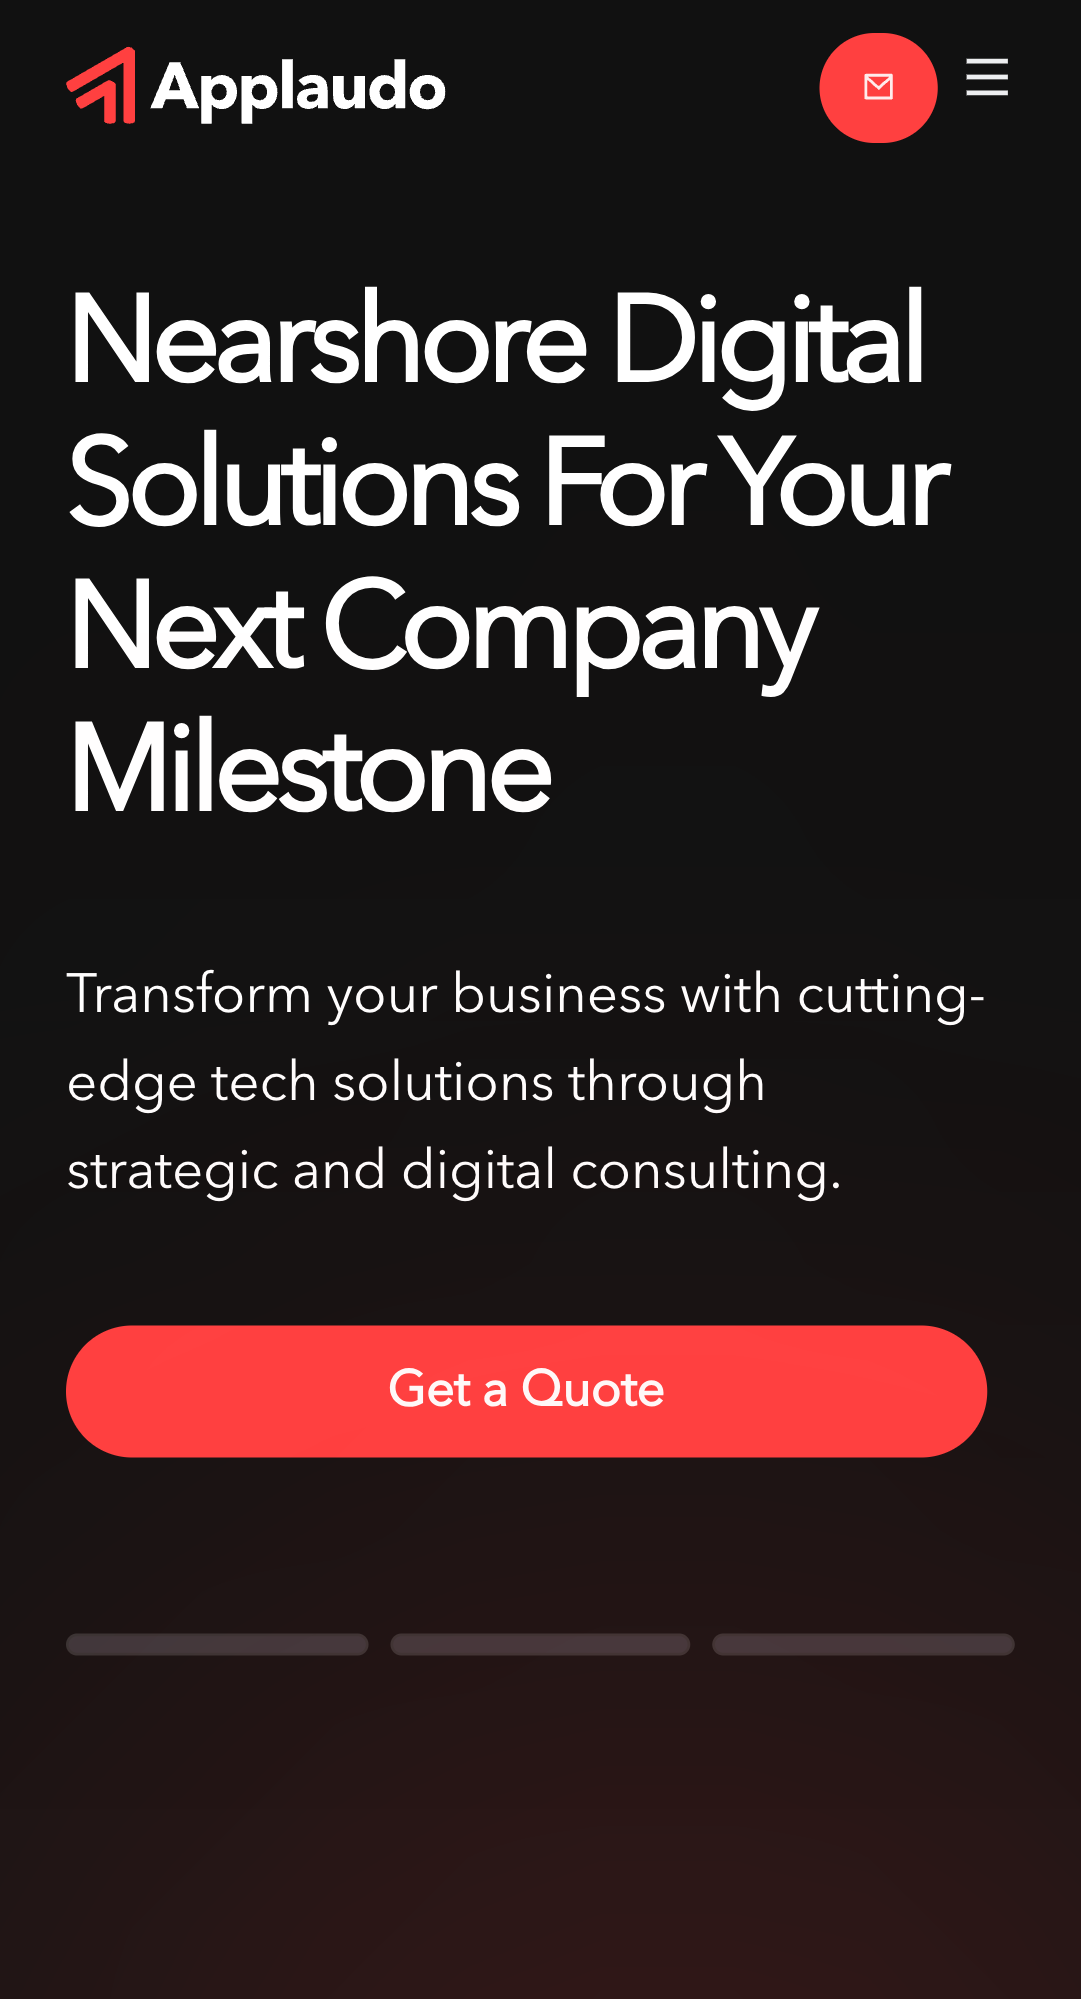 Applaudo
Nearshore Digital
Solutions For Your
Next Company
Milestone
Transform your business with cutting-
edge tech solutions through
strategic and digital consulting.
Get a Quote